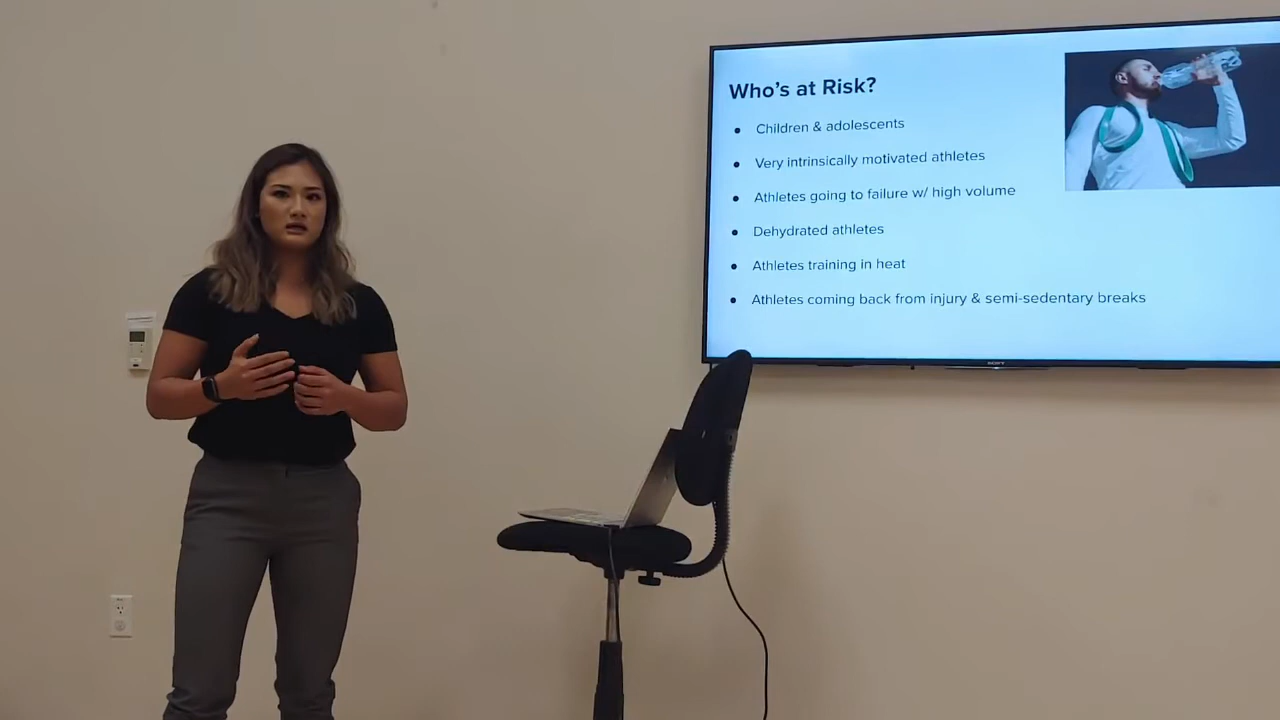 Who's at Risk?
● Children & adolescents
● Very intrinsically motivated athletes
● Athletes going to failure w/ high volume
● Dehydrated athletes
● Athletes training in heat
● Athletes coming back from injury & semi-sedentary breaks
SONY